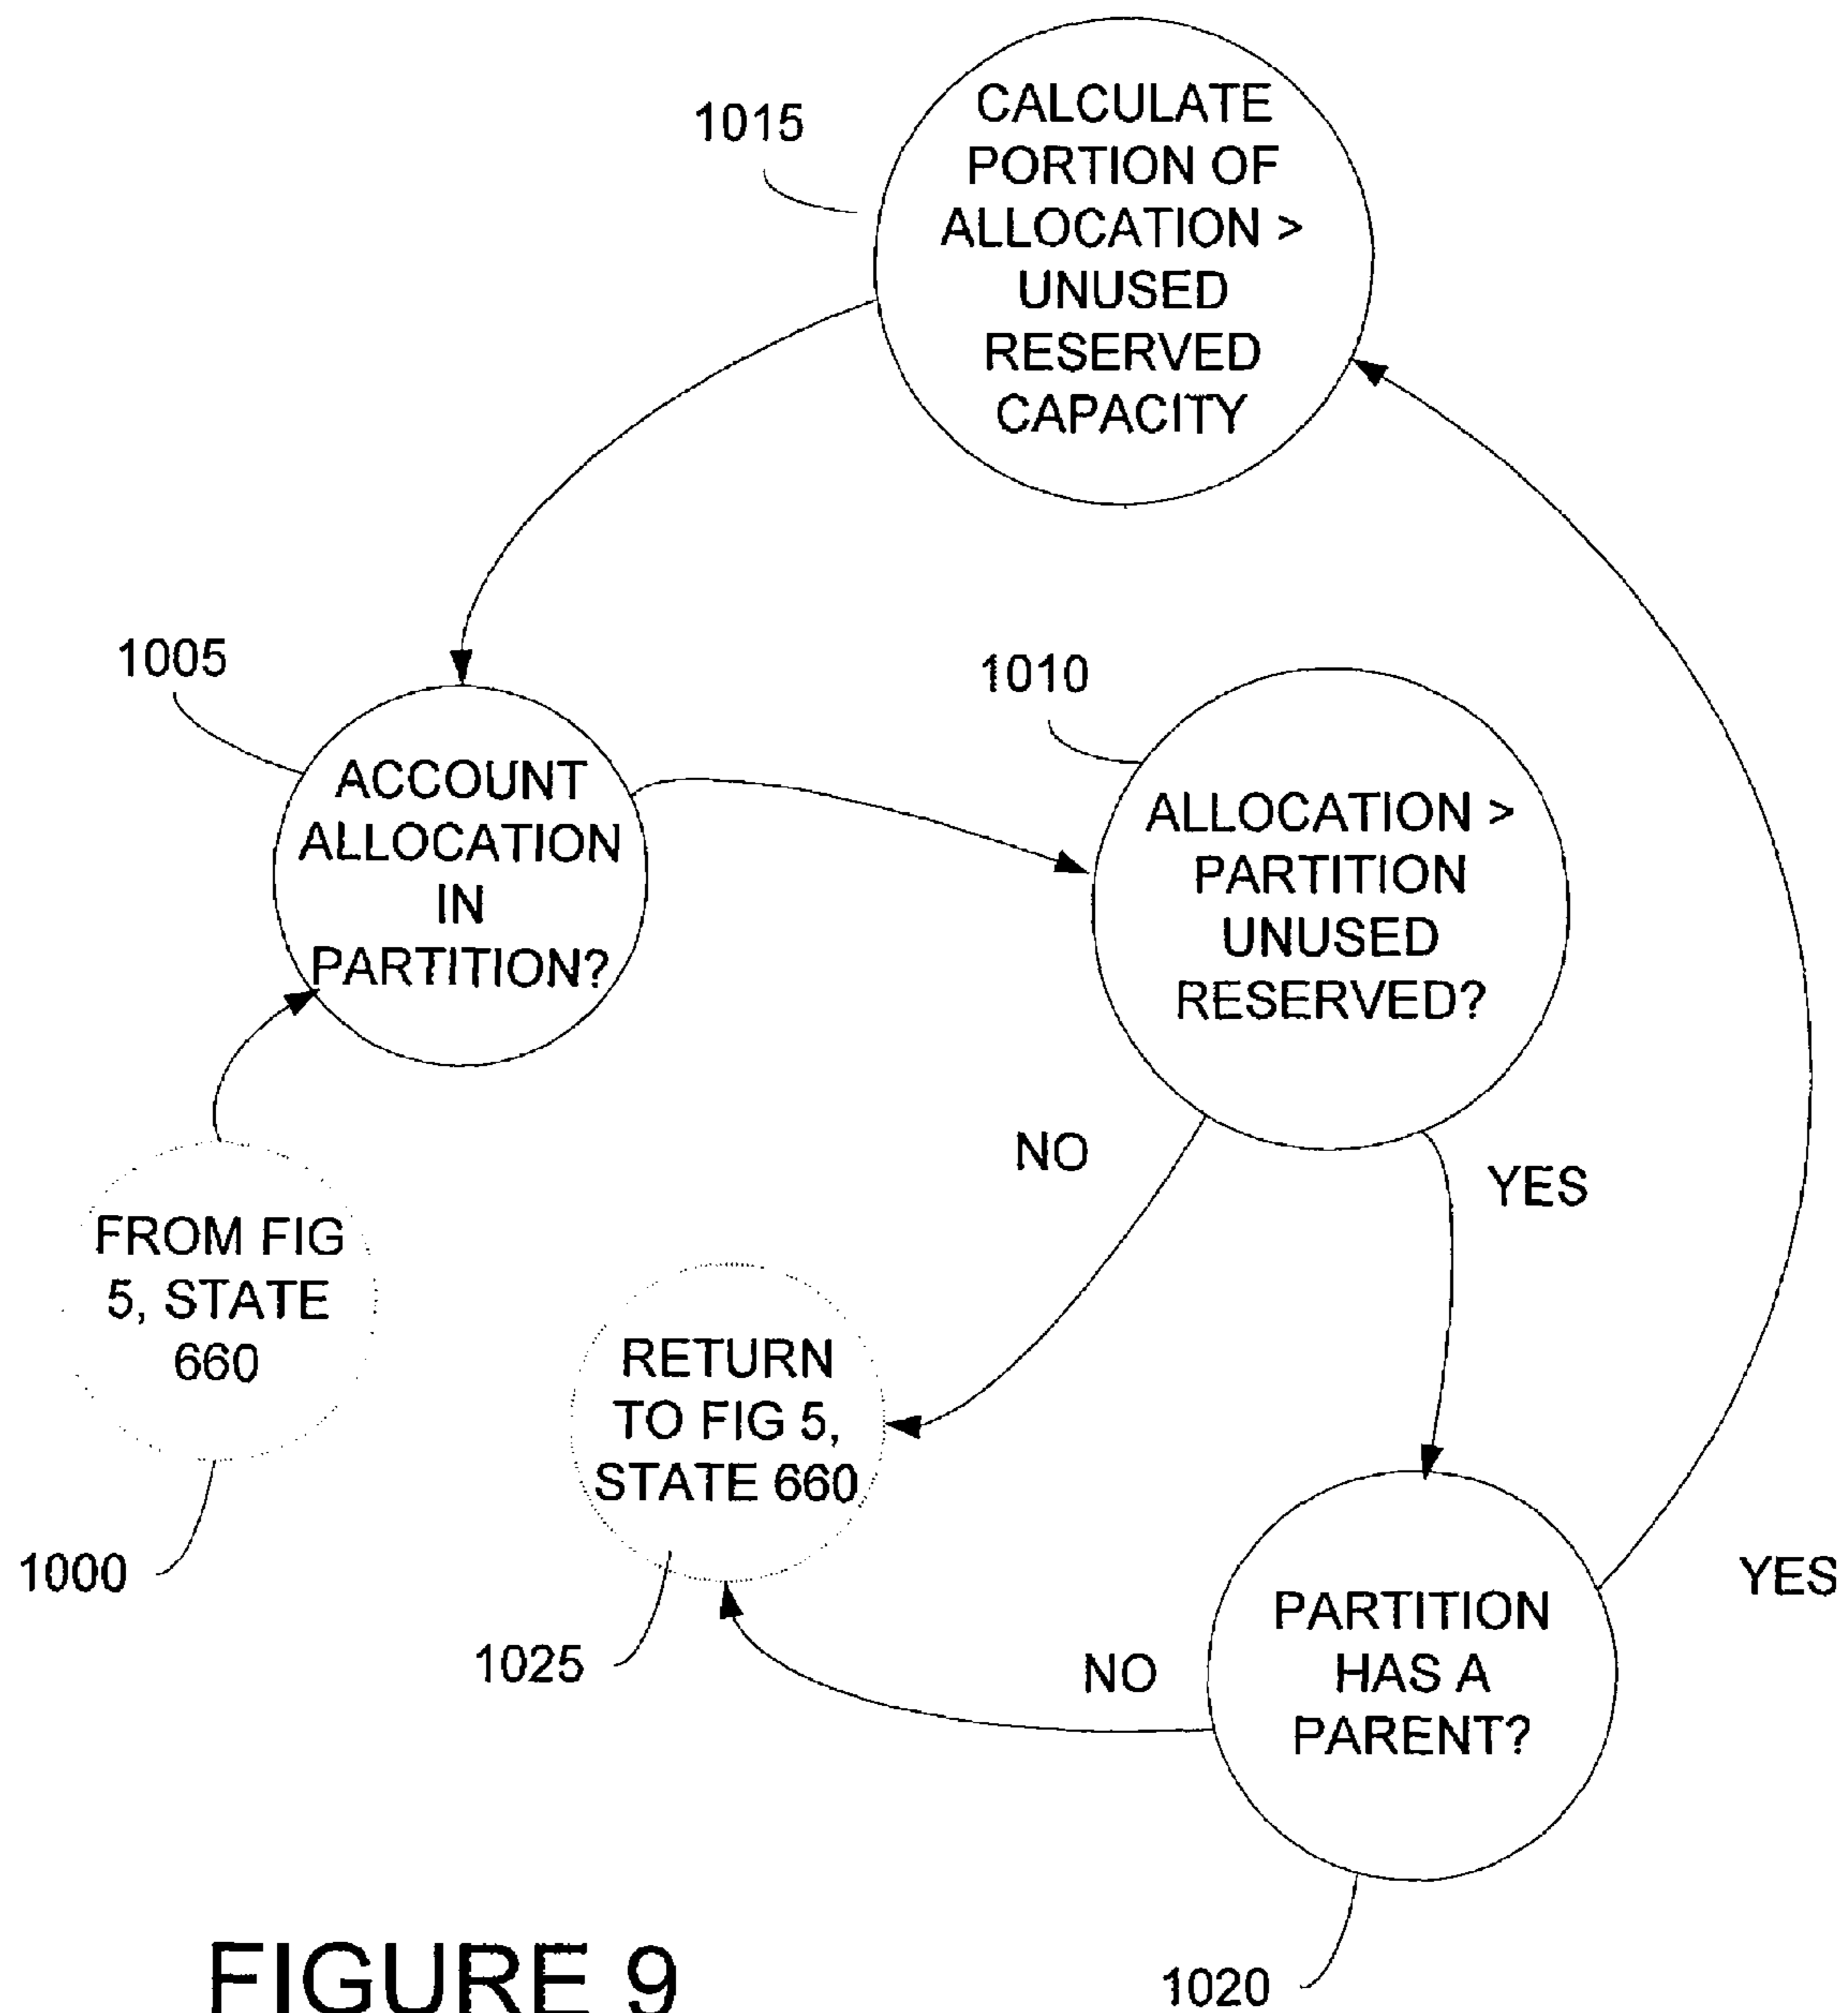 1015
CALCULATE
PORTION OF
ALLOCATION >
UNUSED
RESERVED
CAPACITY
1005
ACCOUNT
ALLOCATION
IN
PARTITION?
1010
ALLOCATION >
PARTITION
UNUSED
RESERVED?
NO
YES
FROM FIG
5, STATE
660
1000
RETURN
TO FIG 5,
STATE 660
1025
NO
YES
PARTITION
HAS A
PARENT?
1020
FIGURE 9